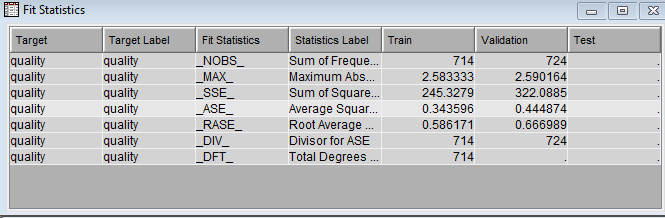 Fit Statistics
Target Target Label Fit Statistics Statistics Label Train Validation Test
quality quality _NOBS_ Sum of Freque... 714 724 .
quality quality _MAX_ Maximum Abs... 2.583333 2.590164 .
quality quality _SSE_ Sum of Square... 245.3279 322.0885 .
quality quality _ASE_ Average Squar... 0.343596 0.444874 .
quality quality _RASE_ Root Average ... 0.586171 0.666989 .
quality quality _DIV_ Divisor for ASE 714 724 .
quality quality _DFT_ Total Degrees ... 714 . .